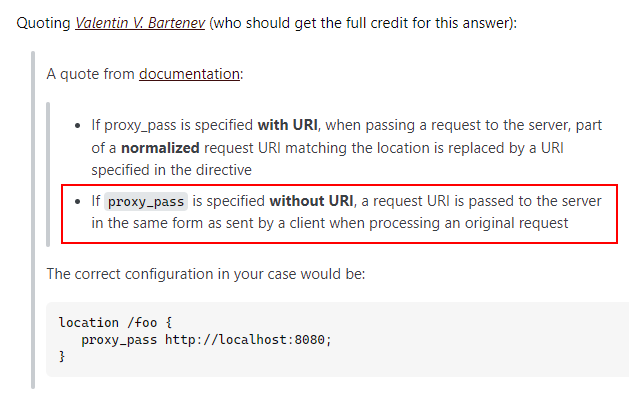 Quoting Valentin V. Bartenev (who should get the full credit for this answer):
A quote from documentation:
• If proxy_pass is specified with URI, when passing a request to the server, part
of a normalized request URI matching the location is replaced by a URI
specified in the directive
• If proxy_pass is specified without URI, a request URI is passed to the server
in the same form as sent by a client when processing an original request
The correct configuration in your case would be:
location /foo {
   proxy_pass http://localhost:8080;
}